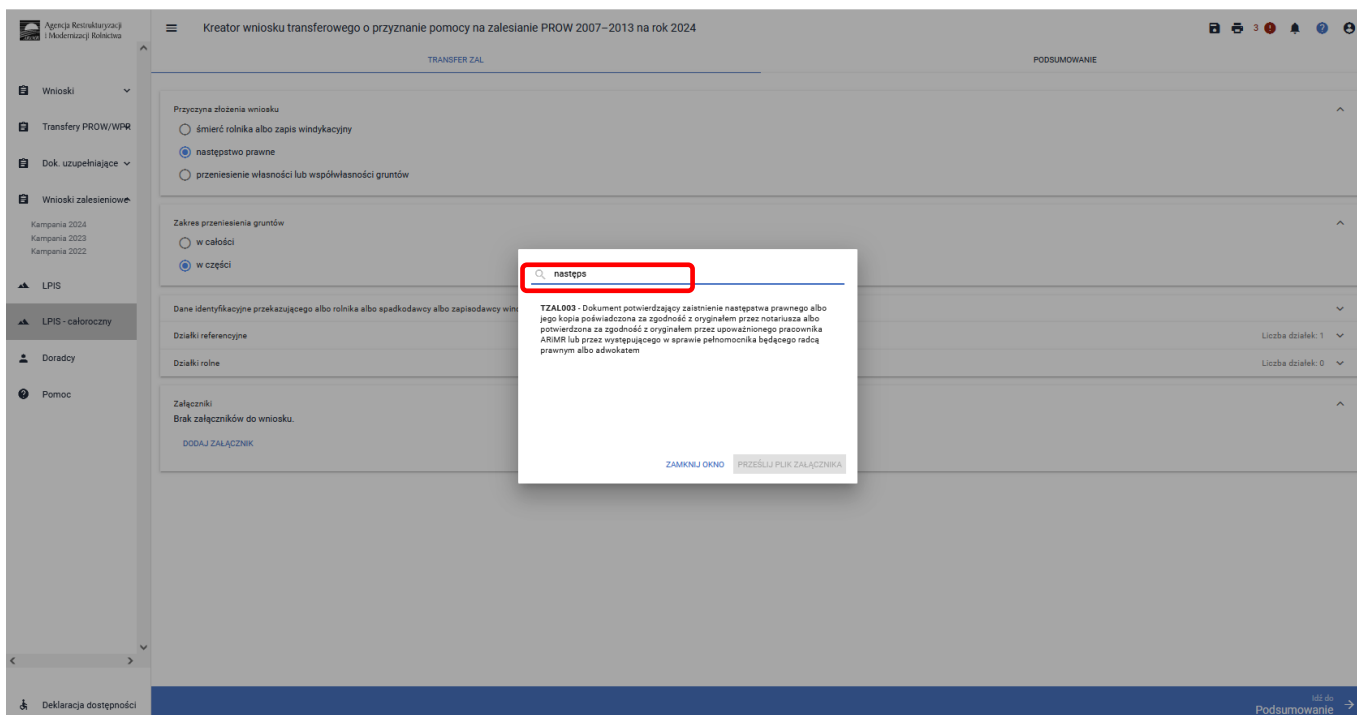 Agencja Restrukturyzacji
i Modernizacji Rolnictwa
Kreator wniosku transferowego o przyznanie pomocy na zalesianie PROW 2007–2013 na rok 2024
3
TRANSFER ZAL
PODSUMOWANIE
Wnioski
Transfery PROW/WPR
Dok. uzupełniające
Wnioski zalesieniowe
Kampania 2024
Kampania 2023
Kampania 2022
LPIS
LPIS - całoroczny
Doradcy
Pomoc
Deklaracja dostępności
Przyczyna złożenia wniosku
śmierć rolnika albo zapis windykacyjny
następstwo prawne
przeniesienie własności lub współwłasności gruntów
Zakres przeniesienia gruntów
w całości
w części
Dane identyfikacyjne przekazującego albo rolnika albo spadkodawcy albo zapisodawcy
Działki referencyjne
Liczba działek: 1
Działki rolne
Liczba działek: 0
Załączniki
Brak załączników do wniosku.
DODAJ ZAŁĄCZNIK
następs
TZAL003 - Dokument potwierdzający zaistnienie następstwa prawnego albo
jego kopia poświadczona za zgodność z oryginałem przez notariusza albo
potwierdzona za zgodność z oryginałem przez upoważnionego pracownika
ARiMR lub przez występującego w sprawie pełnomocnika będącego radcą
prawnym albo adwokatem
ZAMKNIJ OKNO
PRZEŚLIJ PLIK ZAŁĄCZNIKA
Idź do
Podsumowanie